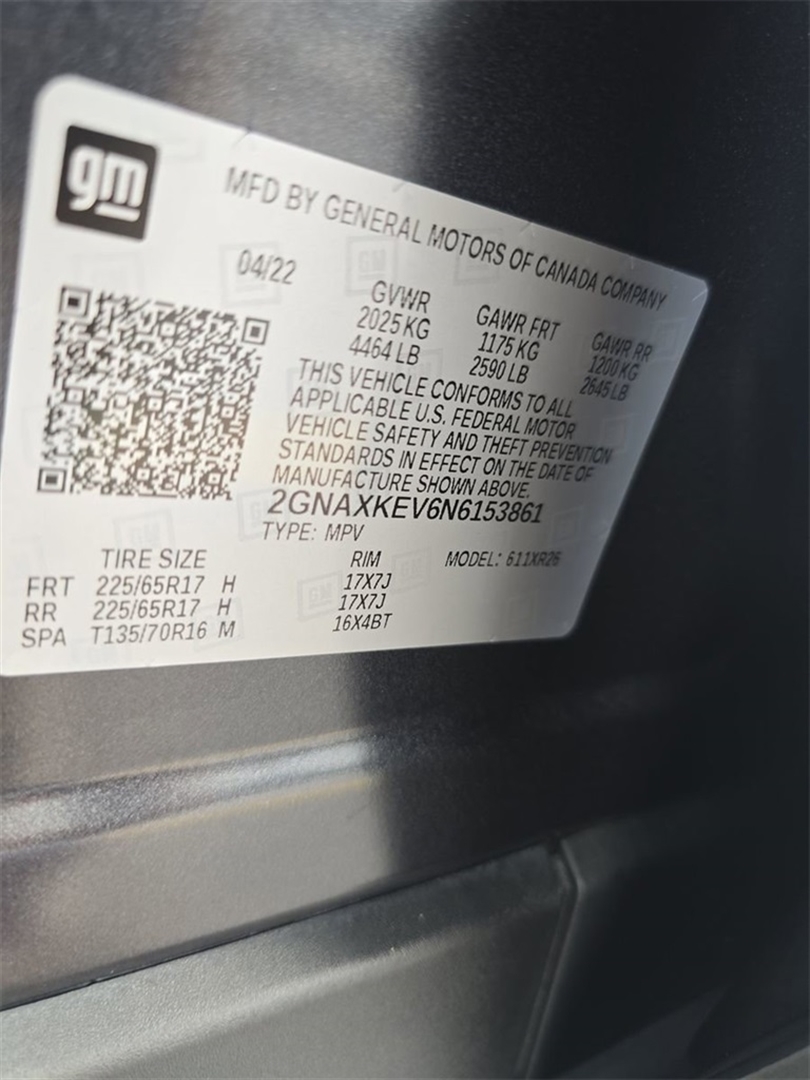 gm
MFD BY GENERAL MOTORS OF CANADA COMPANY
04/22
GVWR GAWR FRT GAWR RR
2025 KG 1175 KG 1200 KG
4464 LB 2590 LB 2645 LB
THIS VEHICLE CONFORMS TO ALL
APPLICABLE U.S. FEDERAL MOTOR
VEHICLE SAFETY AND THEFT PREVENTION
STANDARDS IN EFFECT ON THE DATE OF
MANUFACTURE SHOWN ABOVE.
2GNAXKEV6N6153861
TYPE: MPV
TIRE SIZE RIM MODEL: 611XR26
FRT 225/65R17 H 17X7J
RR 225/65R17 H 17X7J
SPA T135/70R16 M 16X4BT